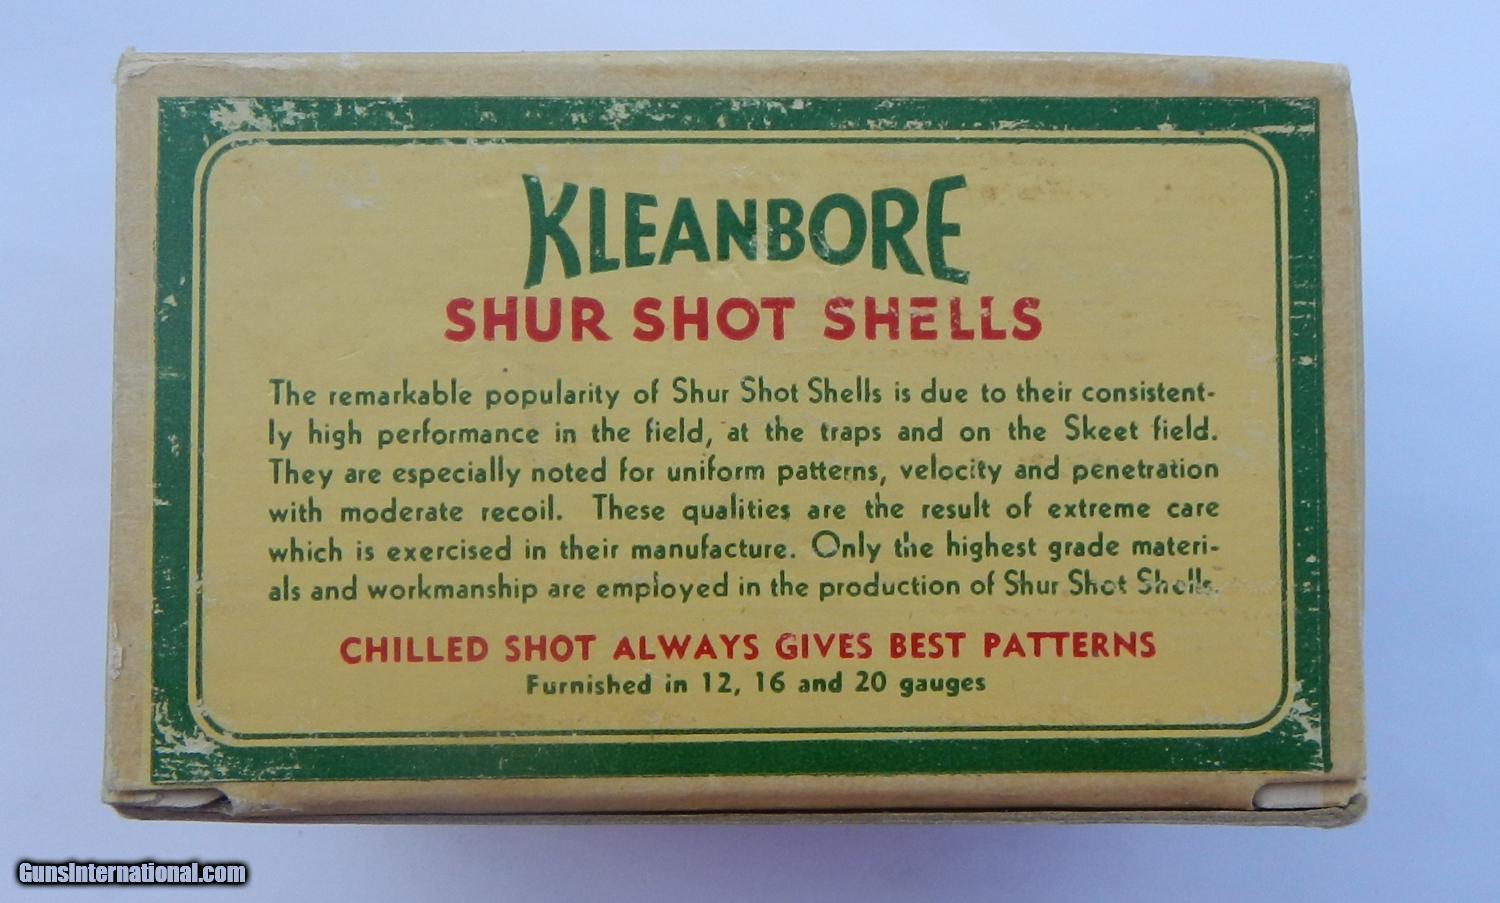 KLEANBORE
SHUR SHOT SHELLS
The remarkable popularity of Shur Shot Shells is due to their consistent-
ly high performance in the field, at the traps and on the Skeet field.
They are especially noted for uniform patterns, velocity and penetration
with moderate recoil. These qualities are the result of extreme care
which is exercised in their manufacture. Only the highest grade materi-
als and workmanship are employed in the production of Shur Shot Shells.
CHILLED SHOT ALWAYS GIVES BEST PATTERNS
Furnished in 12, 16 and 20 gauges
GunsInternational.com